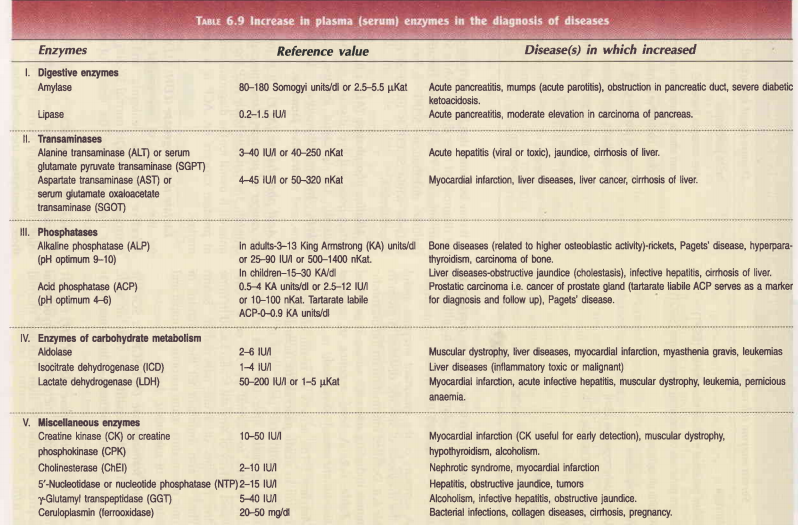 TABLE 6.9 Increase in plasma (serum) enzymes in the diagnosis of diseases
Enzymes Reference value Disease(s) in which increased
I. Digestive enzymes
Amylase 80–180 Somogyi units/dl or 2.5–5.5 μKat Acute pancreatitis, mumps (acute parotitis), obstruction in pancreatic duct, severe diabetic
ketoacidosis.
Lipase 0.2–1.5 IU/l Acute pancreatitis, moderate elevation in carcinoma of pancreas.
II. Transaminases
Alanine transaminase (ALT) or serum 3–40 IU/l or 40–250 nKat Acute hepatitis (viral or toxic), jaundice, cirrhosis of liver.
glutamate pyruvate transaminase (SGPT)
Aspartate transaminase (AST) or 4–45 IU/l or 50–320 nKat Myocardial infarction, liver diseases, liver cancer, cirrhosis of liver.
serum glutamate oxaloacetate
transaminase (SGOT)
III. Phosphatases
Alkaline phosphatase (ALP) In adults-3–13 King Armstrong (KA) units/dl Bone diseases (related to higher osteoblastic activity)-rickets, Pagets' disease, hyperpara-
(pH optimum 9–10) or 25–90 IU/l or 500–1400 nKat. thyroidism, carcinoma of bone.
In children-15–30 KA/dl Liver diseases-obstructive jaundice (cholestasis), infective hepatitis, cirrhosis of liver.
Acid phosphatase (ACP) 0.5–4 KA units/dl or 2.5–12 IU/l Prostatic carcinoma i.e. cancer of prostate gland (tartarate liabile ACP serves as a marker
(pH optimum 4–6) or 10–100 nKat. Tartarate labile for diagnosis and follow up), Pagets' disease.
ACP-0–0.9 KA units/dl
IV. Enzymes of carbohydrate metabolism
Aldolase 2–6 IU/l Muscular dystrophy, liver diseases, myocardial infarction, myasthenia gravis, leukemias
Isocitrate dehydrogenase (ICD) 1–4 IU/l Liver diseases (inflammatory toxic or malignant)
Lactate dehydrogenase (LDH) 50–200 IU/l or 1–5 μKat Myocardial infarction, acute infective hepatitis, muscular dystrophy, leukemia, pernicious
anaemia.
V. Miscellaneous enzymes
Creatine kinase (CK) or creatine 10–50 IU/l Myocardial infarction (CK useful for early detection), muscular dystrophy,
phosphokinase (CPK) hypothyroidism, alcoholism.
Cholinesterase (ChEI) 2–10 IU/l Nephrotic syndrome, myocardial infarction
5'-Nucleotidase or nucleotide phosphatase (NTP) 2–15 IU/l Hepatitis, obstructive jaundice, tumors
γ-Glutamyl transpeptidase (GGT) 5–40 IU/l Alcoholism, infective hepatitis, obstructive jaundice.
Ceruloplasmin (ferrooxidase) 20–50 mg/dl Bacterial infections, collagen diseases, cirrhosis, pregnancy.